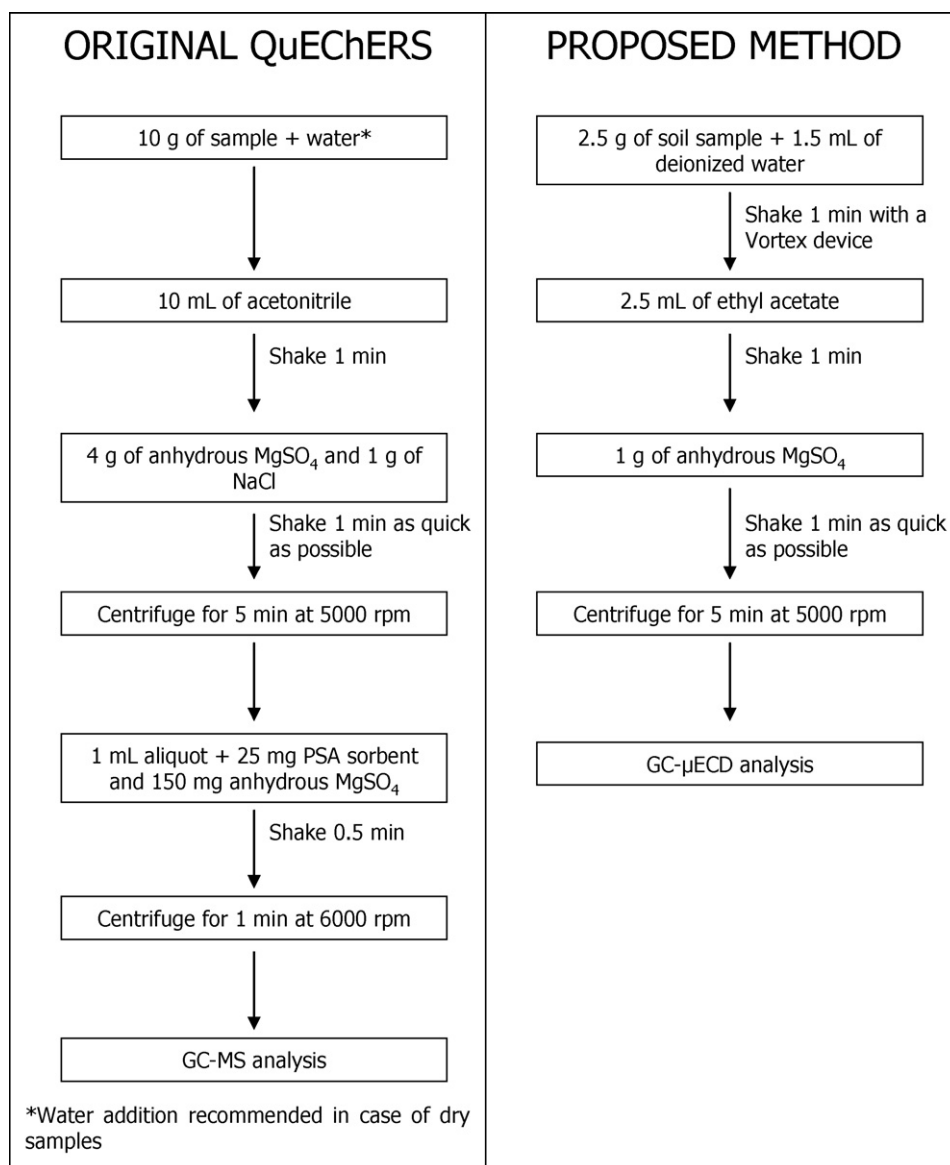 ORIGINAL QuEChERS
10 g of sample + water*
10 mL of acetonitrile
Shake 1 min
4 g of anhydrous MgSO₄ and 1 g of
NaCl
Shake 1 min as quick
as possible
Centrifuge for 5 min at 5000 rpm
1 mL aliquot + 25 mg PSA sorbent
and 150 mg anhydrous MgSO₄
Shake 0.5 min
Centrifuge for 1 min at 6000 rpm
GC-MS analysis
*Water addition recommended in case of dry
samples
PROPOSED METHOD
2.5 g of soil sample + 1.5 mL of
deionized water
Shake 1 min with a
Vortex device
2.5 mL of ethyl acetate
Shake 1 min
1 g of anhydrous MgSO₄
Shake 1 min as quick
as possible
Centrifuge for 5 min at 5000 rpm
GC-µECD analysis